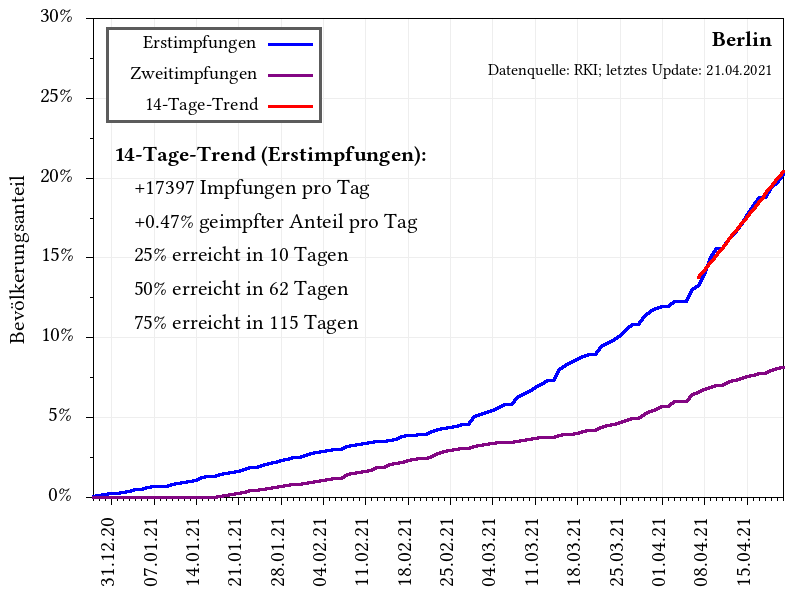 30%
25%
20%
15%
10%
5%
0%
Bevölkerungsanteil
Erstimpfungen
Zweitimpfungen
14-Tage-Trend
Berlin
Datenquelle: RKI; letztes Update: 21.04.2021
14-Tage-Trend (Erstimpfungen):
+17397 Impfungen pro Tag
+0.47% geimpfter Anteil pro Tag
25% erreicht in 10 Tagen
50% erreicht in 62 Tagen
75% erreicht in 115 Tagen
31.12.20
07.01.21
14.01.21
21.01.21
28.01.21
04.02.21
11.02.21
18.02.21
25.02.21
04.03.21
11.03.21
18.03.21
25.03.21
01.04.21
08.04.21
15.04.21